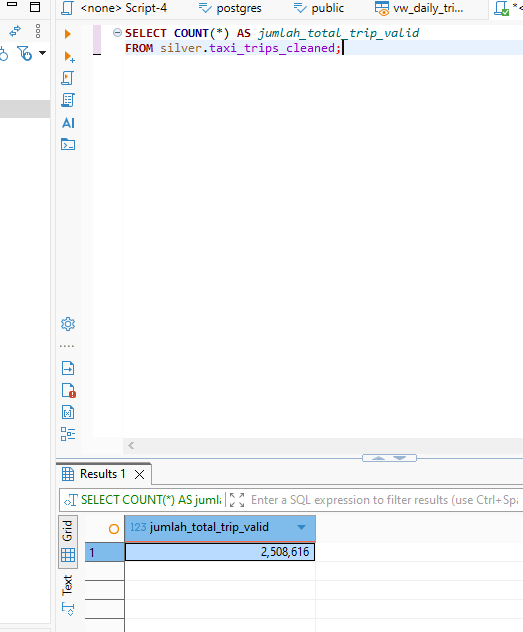 <none> Script-4
postgres
public
vw_daily_tri...
*<
SELECT COUNT(*) AS jumlah_total_trip_valid
FROM silver.taxi_trips_cleaned;
AI
Results 1
SELECT COUNT(*) AS jumla
Enter a SQL expression to filter results (use Ctrl+Spa
Grid
123 jumlah_total_trip_valid
1
2,508,616
Text